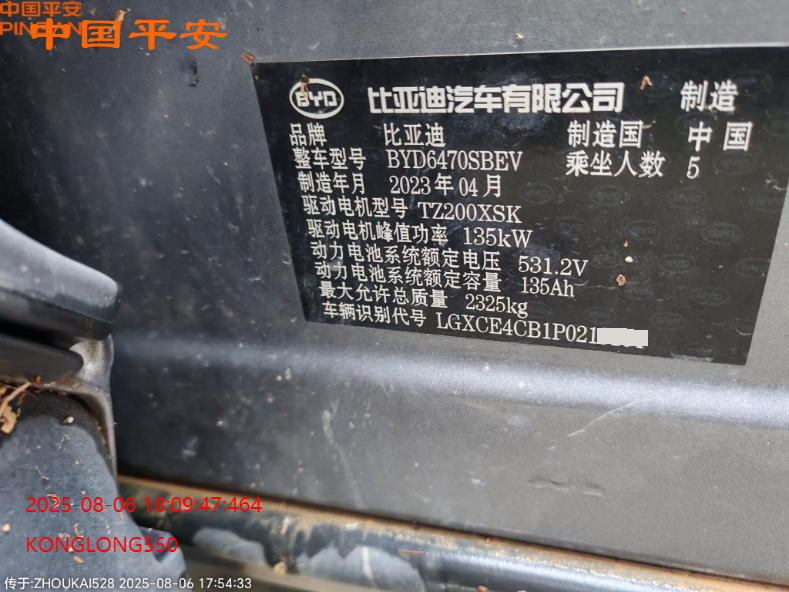 中国平安
PINGAN
中国平安
BYD 比亚迪汽车有限公司 制造
品牌 比亚迪 制造国 中国
整车型号 BYD6470SBEV 乘坐人数 5
制造年月 2023年04月
驱动电机型号 TZ200XSK
驱动电机峰值功率 135kW
动力电池系统额定电压 531.2V
动力电池系统额定容量 135Ah
最大允许总质量 2325kg
车辆识别代号 LGXCE4CB1P021
2025-08-06 18:09:47:464
KONGLONG550
传于:ZHOUKAI528 2025-08-06 17:54:33